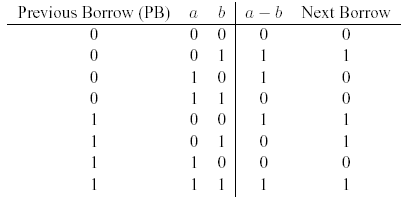 Previous Borrow (PB) a b a − b Next Borrow
0 0 0 0 0
0 0 1 1 1
0 1 0 1 0
0 1 1 0 0
1 0 0 1 1
1 0 1 0 1
1 1 0 0 0
1 1 1 1 1